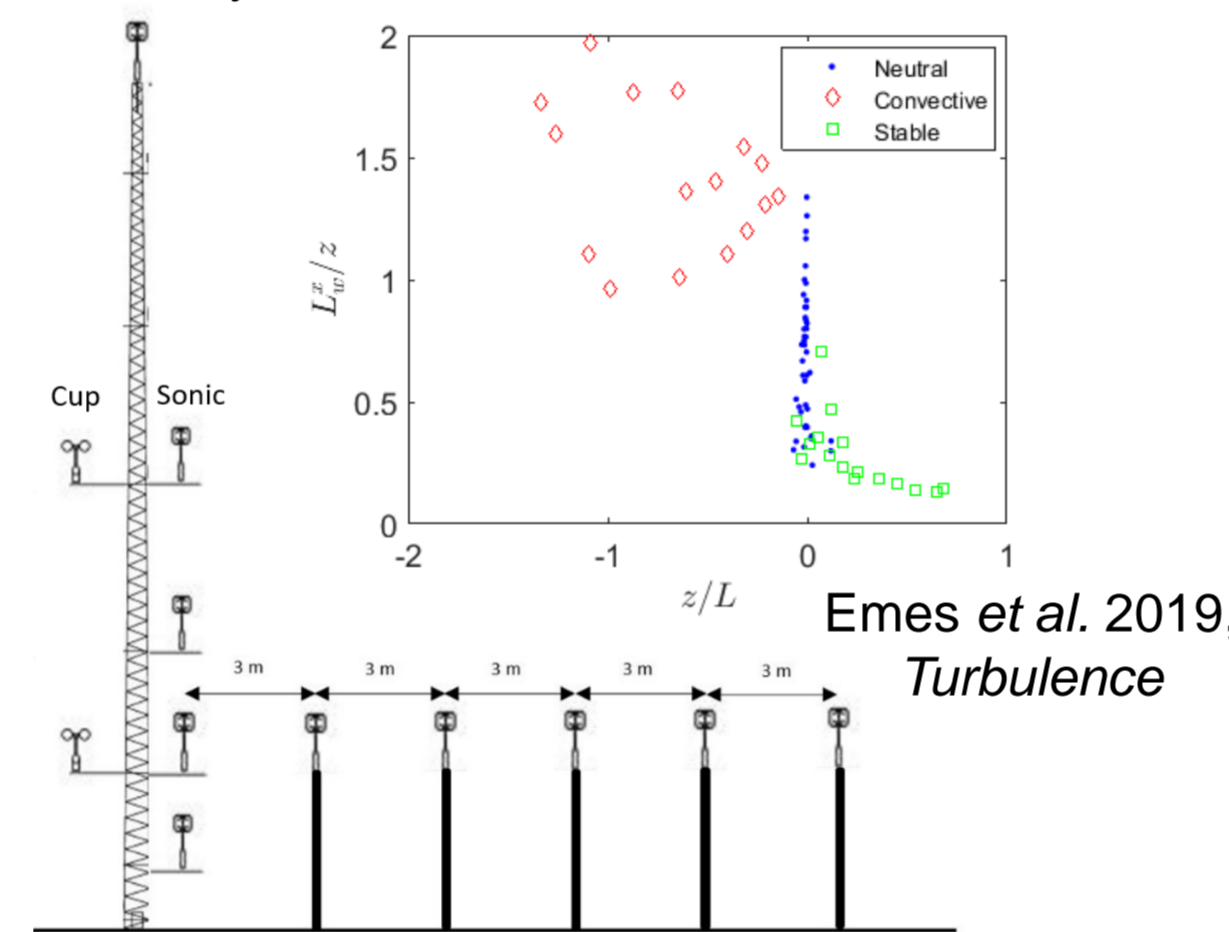 2
Neutral
Convective
Stable
1.5
1
0.5
0
-2
-1
0
1
L_w^x/z
z/L
Cup
Sonic
Emes et al. 2019,
Turbulence
3 m
3 m
3 m
3 m
3 m